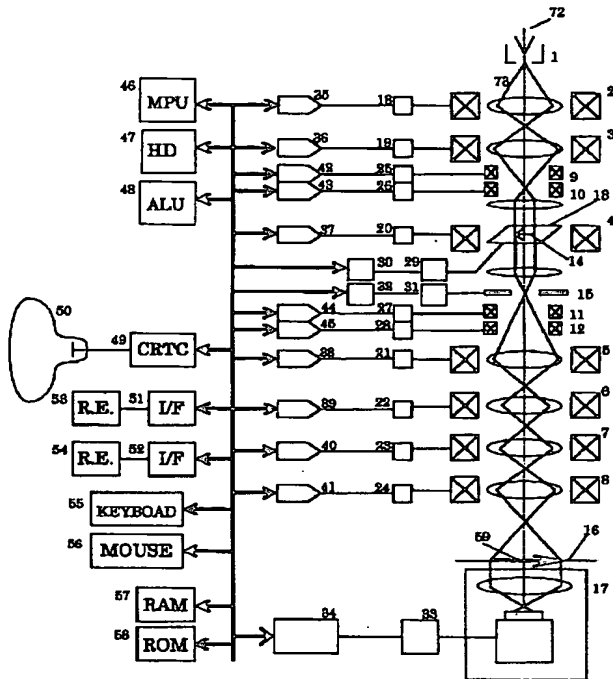 72
1
73
46 MPU 35 18 2
47 HD 36 19 3
42 25 9
48 ALU 43 26 10
18
37 20 4
14
30 29
32 31 15
50
44 27 11
49 CRTC 45 28 12
38 21 5
53 R.E. 51 I/F 39 22 6
54 R.E. 52 I/F 40 23 7
41 24 8
55 KEYBOAD
56 MOUSE
59 16
57 RAM
17
58 ROM
34 33